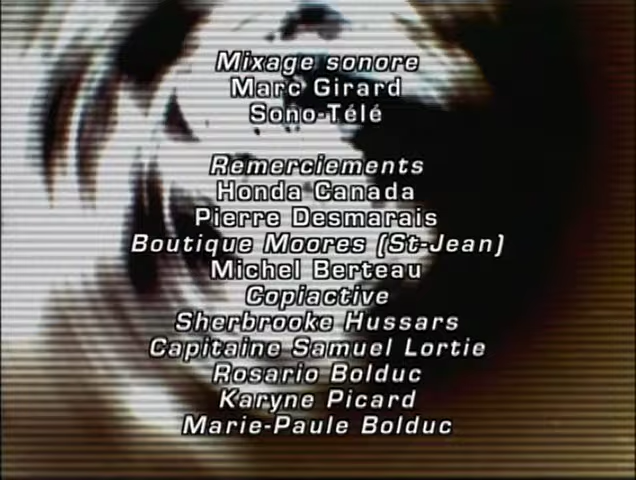 Mixage sonore
Marc Girard
Sono-Télé
Remerciements
Honda Canada
Pierre Desmarais
Boutique Moores (St-Jean)
Michel Berteau
Copiactive
Sherbrooke Hussars
Capitaine Samuel Lortie
Rosario Bolduc
Karyne Picard
Marie-Paule Bolduc